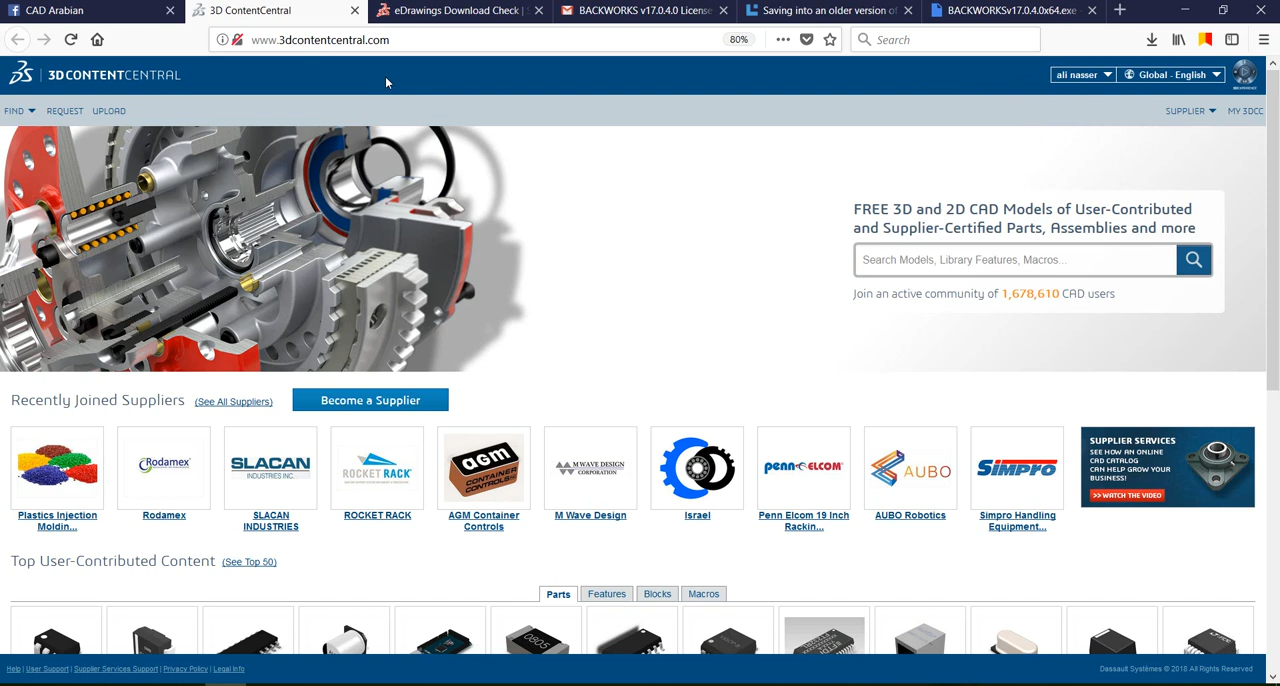 CAD Arabian
3D ContentCentral
eDrawings Download Check | S
BACKWORKS v17.0.4.0 License
Saving into an older version of
BACKWORKSv17.0.4.0x64.exe
www.3dcontentcentral.com
80%
Search
3DCONTENTCENTRAL
ali nasser
Global - English
FIND
REQUEST
UPLOAD
SUPPLIER
MY 3DCC
FREE 3D and 2D CAD Models of User-Contributed
and Supplier-Certified Parts, Assemblies and more
Search Models, Library Features, Macros...
Join an active community of 1,678,610 CAD users
Recently Joined Suppliers (See All Suppliers)
Become a Supplier
Rodamex
SLACAN
INDUSTRIES INC.
ROCKET RACK
AGM
CONTAINER
CONTROLS
M WAVE DESIGN
CORPORATION
PENN ELCOM
AUBO
Simpro
SUPPLIER SERVICES
SEE HOW AN ONLINE
CAD CATALOG
CAN HELP GROW YOUR
BUSINESS!
>> WATCH THE VIDEO
Plastics Injection
Moldin...
Rodamex
SLACAN
INDUSTRIES
ROCKET RACK
AGM Container
Controls
M Wave Design
Israel
Penn Elcom 19 Inch
Rackin...
AUBO Robotics
Simpro Handling
Equipment...
Top User-Contributed Content (See Top 50)
Parts
Features
Blocks
Macros
0805
Help | User Support | Supplier Services Support | Privacy Policy | Legal Info
Dassault Systèmes © 2018 All Rights Reserved